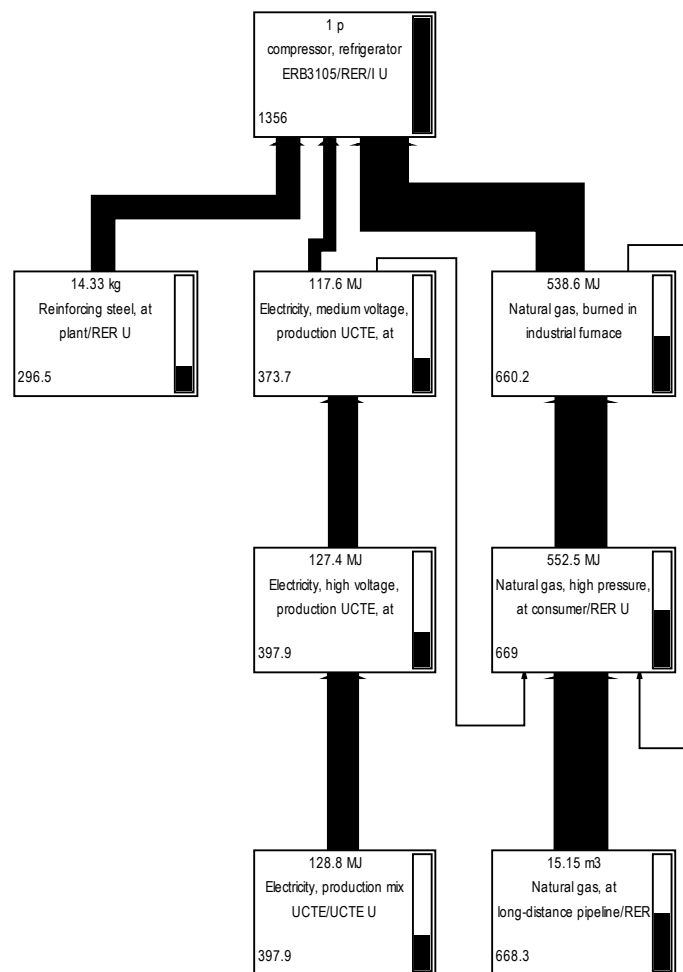 1 p
compressor, refrigerator
ERB3105/RER/I U
1356
14.33 kg
Reinforcing steel, at
plant/RER U
296.5
117.6 MJ
Electricity, medium voltage,
production UCTE, at
373.7
538.6 MJ
Natural gas, burned in
industrial furnace
660.2
127.4 MJ
Electricity, high voltage,
production UCTE, at
397.9
552.5 MJ
Natural gas, high pressure,
at consumer/RER U
669
128.8 MJ
Electricity, production mix
UCTE/UCTE U
397.9
15.15 m3
Natural gas, at
long-distance pipeline/RER
668.3